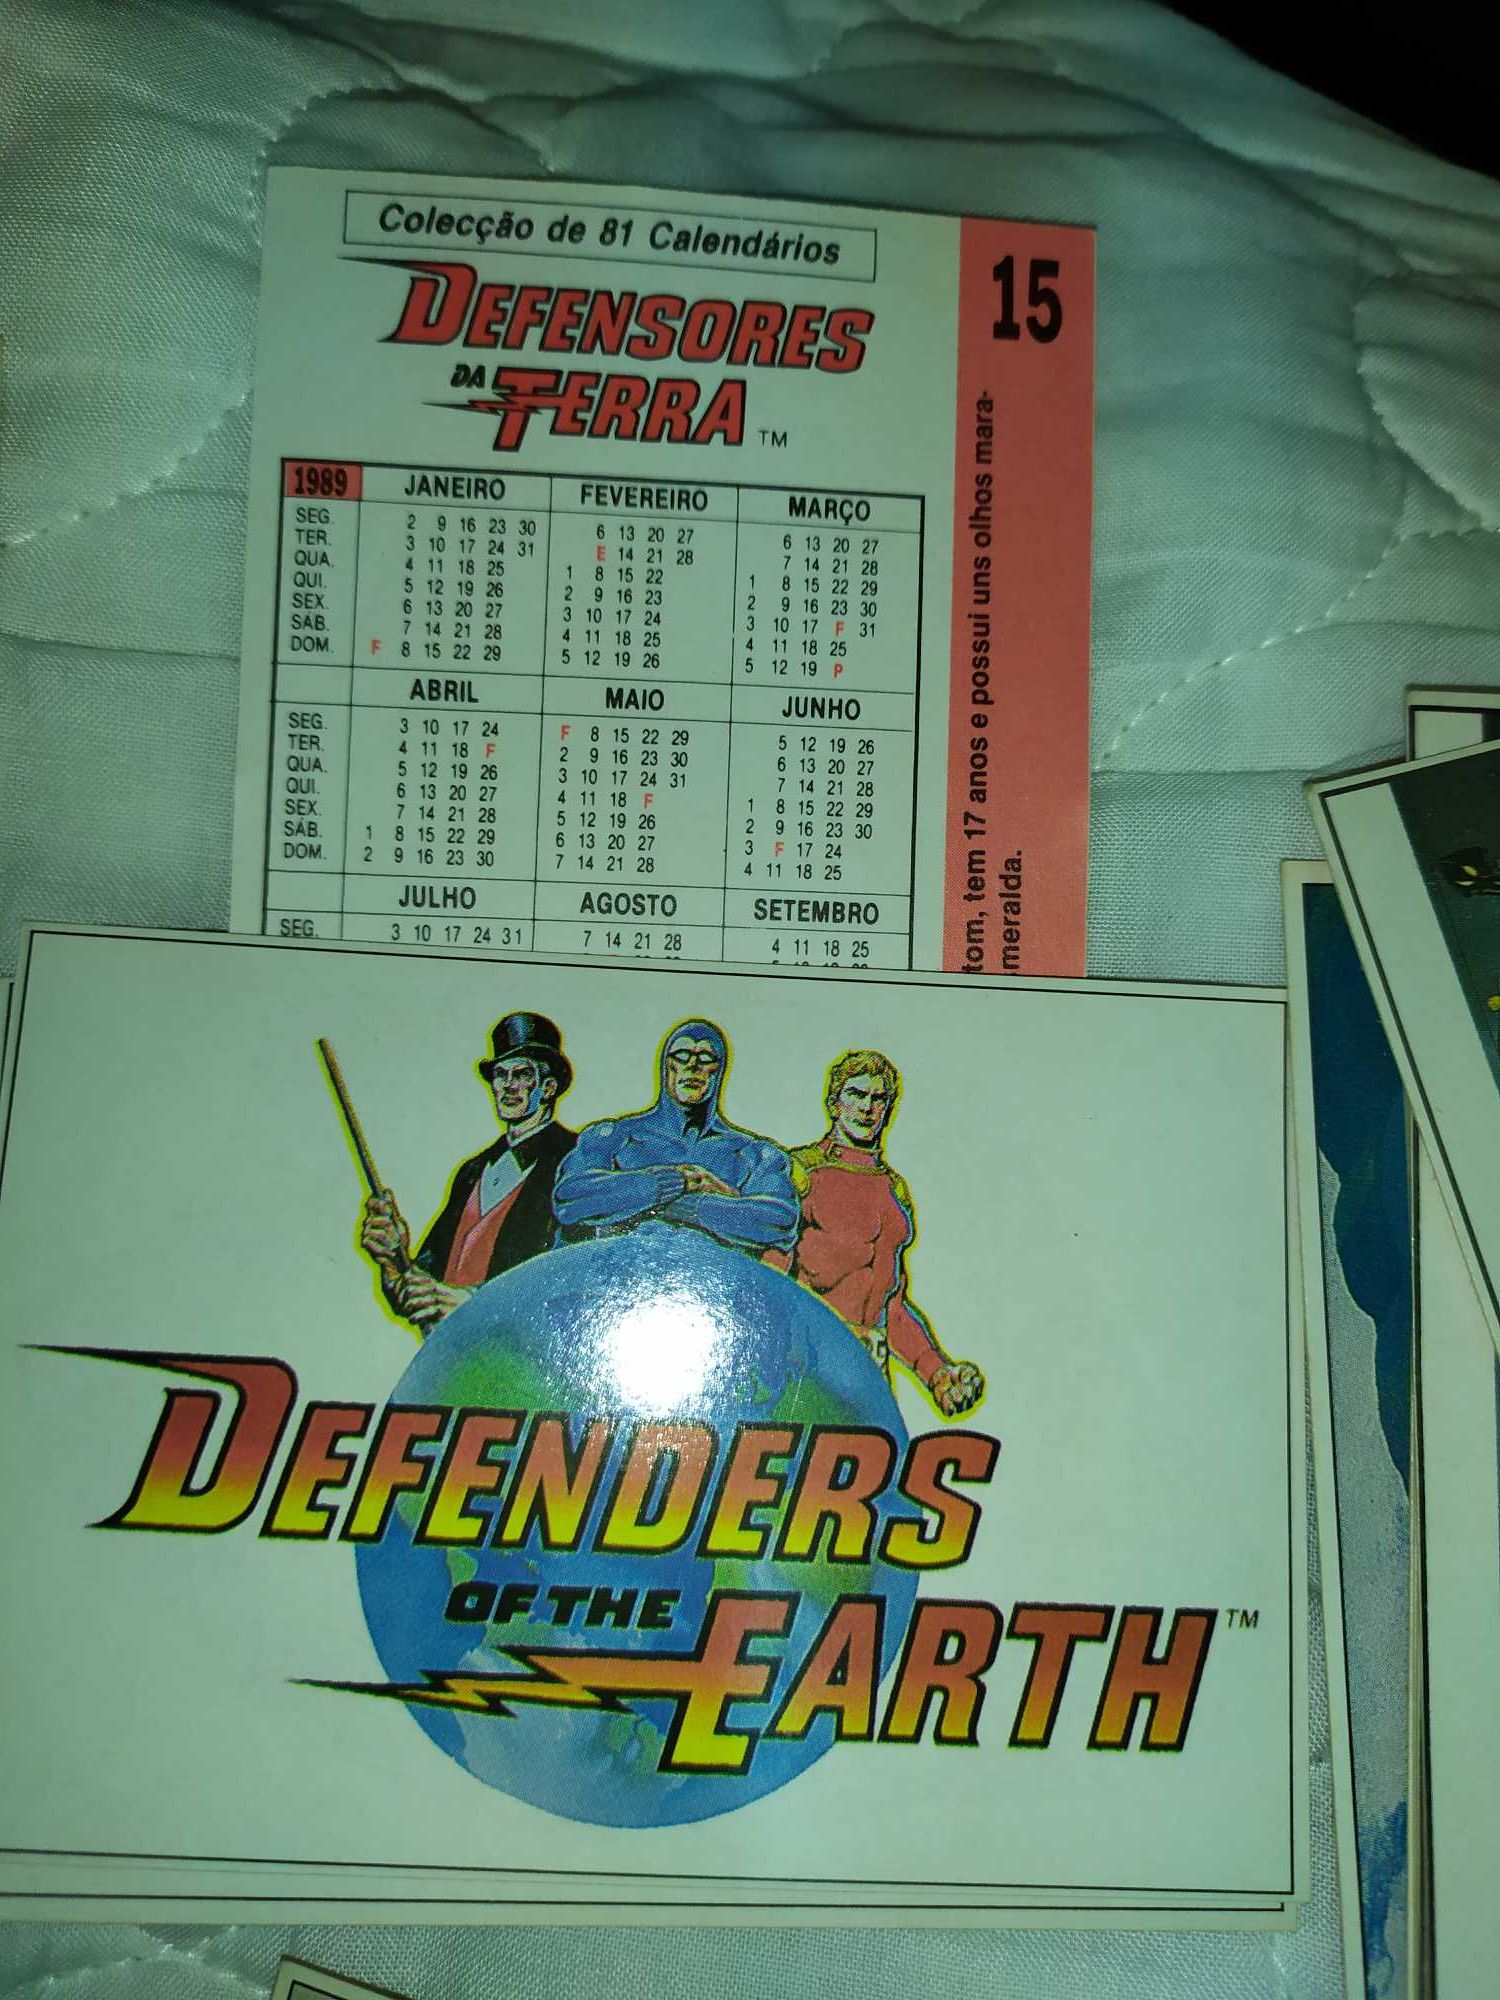 Colecção de 81 Calendários
DEFENSORES
DA TERRA TM
15
tom, tem 17 anos e possui uns olhos mara-
meralda.
1989 JANEIRO FEVEREIRO MARÇO
SEG. 2 9 16 23 30 6 13 20 27 6 13 20 27
TER. 3 10 17 24 31 E 14 21 28 7 14 21 28
QUA. 4 11 18 25 1 8 15 22 1 8 15 22 29
QUI. 5 12 19 26 2 9 16 23 2 9 16 23 30
SEX. 6 13 20 27 3 10 17 24 3 10 17 F 31
SÁB. 7 14 21 28 4 11 18 25 4 11 18 25
DOM. F 8 15 22 29 5 12 19 26 5 12 19 P
ABRIL MAIO JUNHO
SEG. 3 10 17 24 F 8 15 22 29 5 12 19 26
TER. 4 11 18 F 2 9 16 23 30 6 13 20 27
QUA. 5 12 19 26 3 10 17 24 31 7 14 21 28
QUI. 6 13 20 27 4 11 18 F 1 8 15 22 29
SEX. 7 14 21 28 5 12 19 26 2 9 16 23 30
SÁB. 1 8 15 22 29 6 13 20 27 3 F 17 24
DOM. 2 9 16 23 30 7 14 21 28 4 11 18 25
JULHO AGOSTO SETEMBRO
SEG. 3 10 17 24 31 7 14 21 28 4 11 18 25
DEFENDERS
OF THE EARTH TM